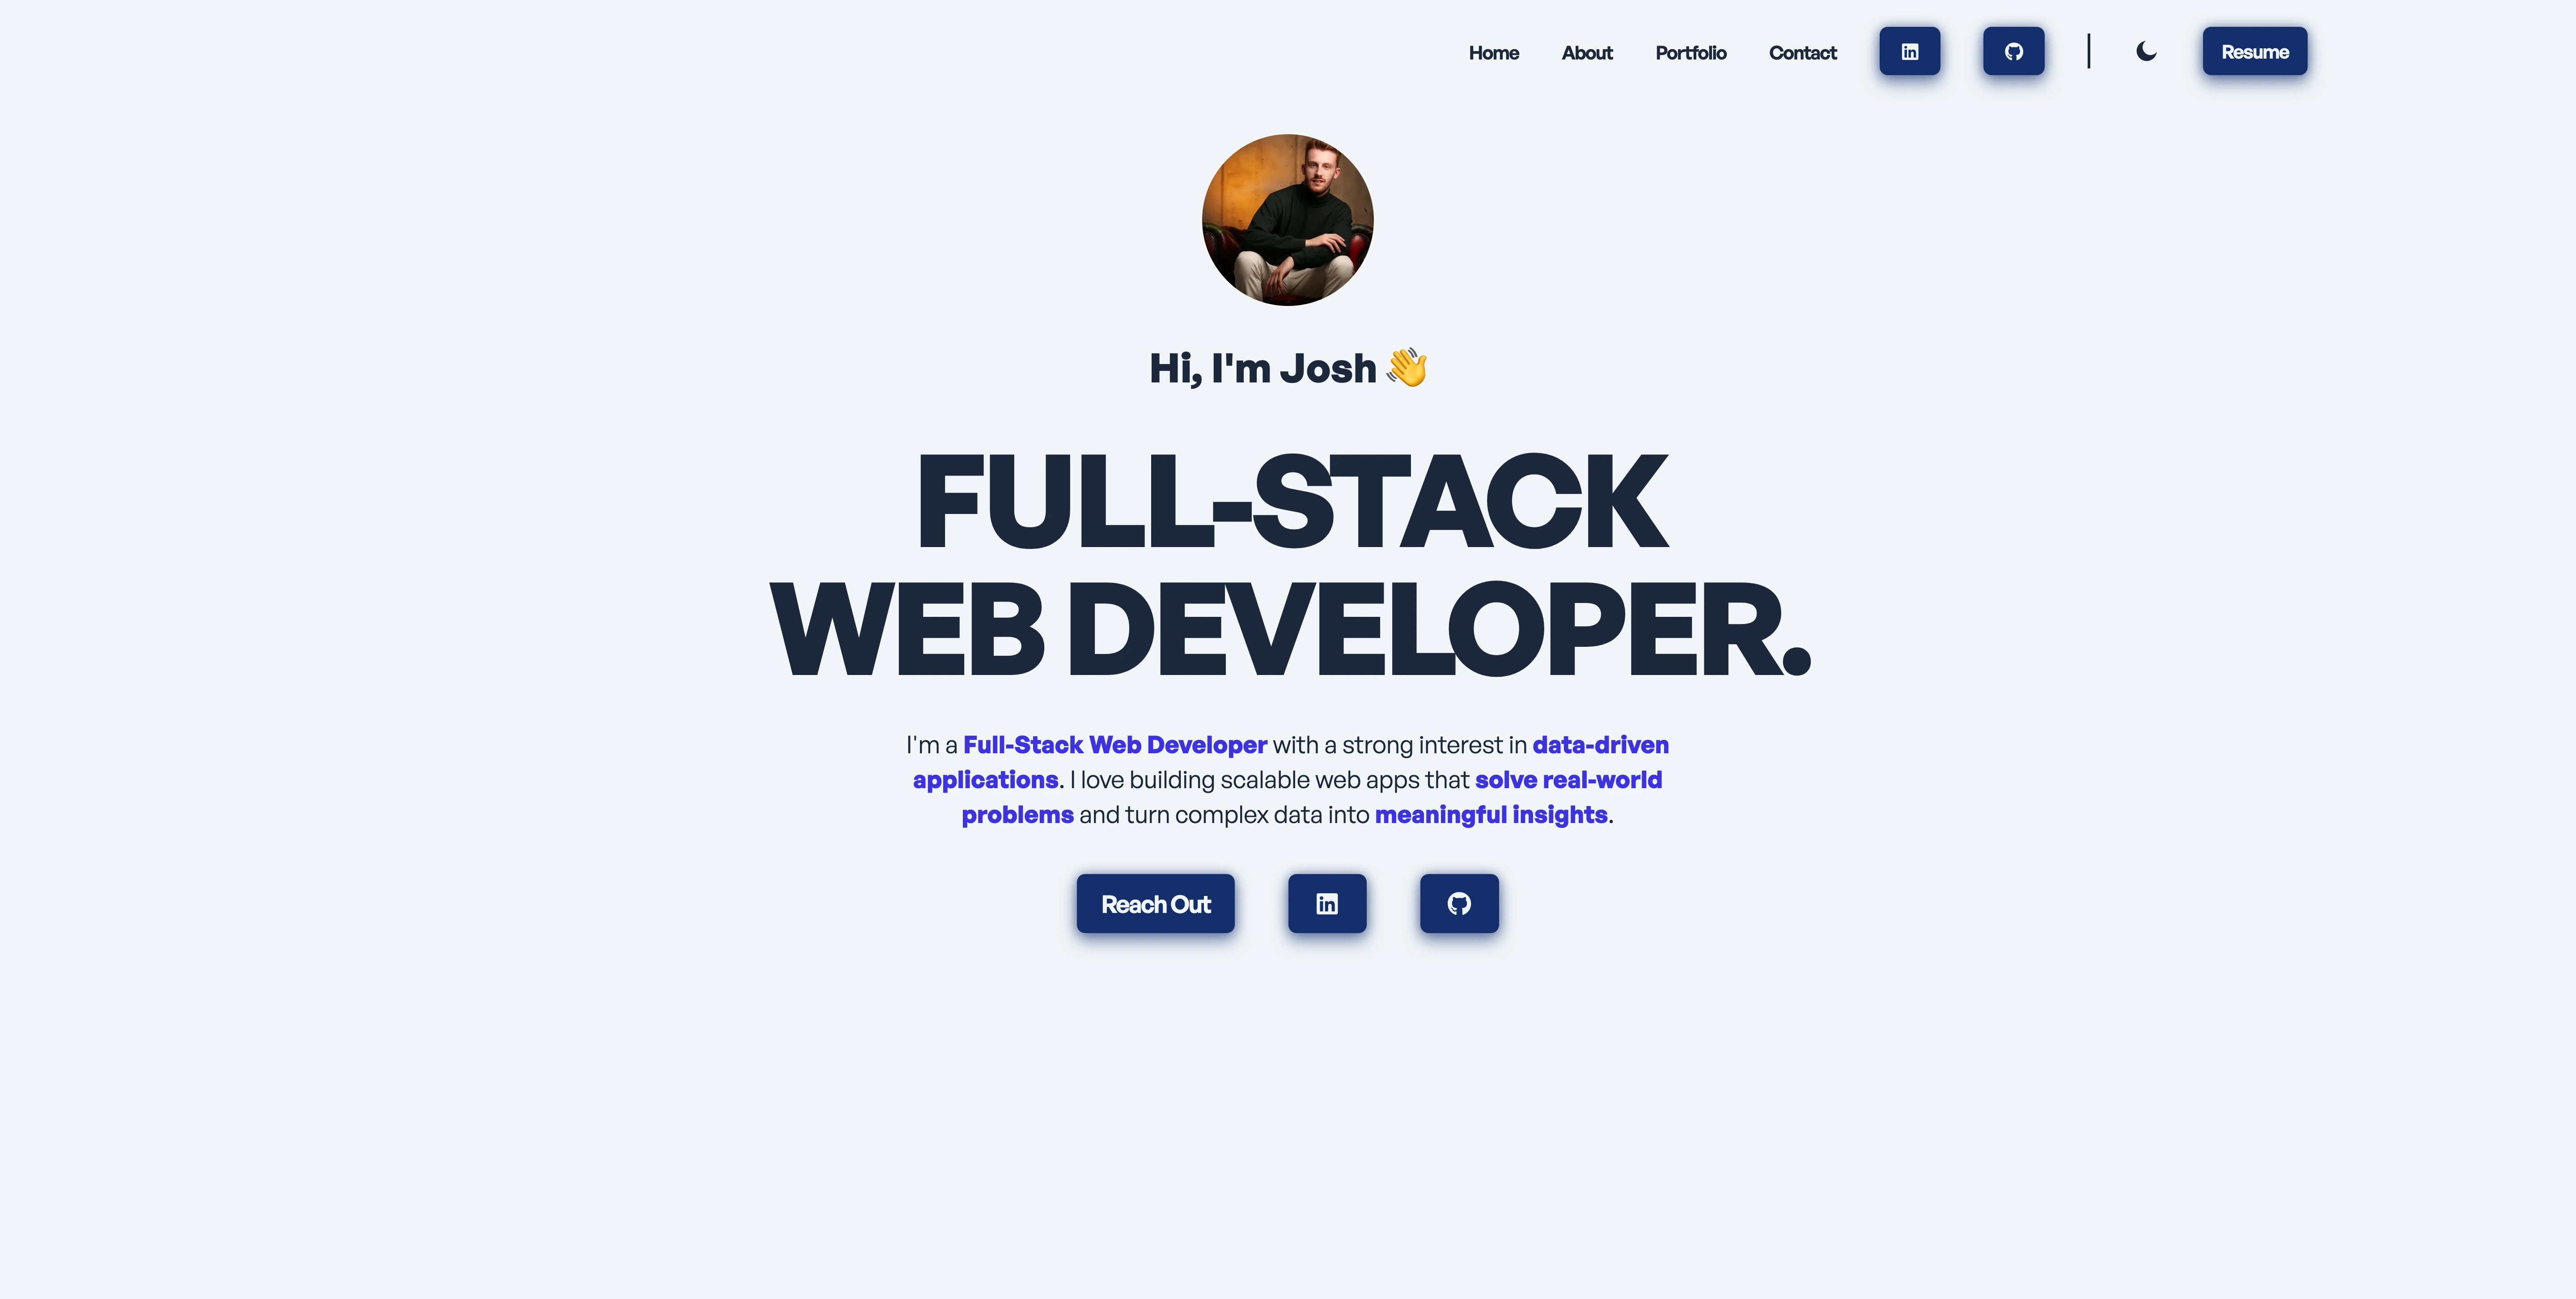 Home About Portfolio Contact in Resume
Hi, I'm Josh 👋
FULL-STACK
WEB DEVELOPER.
I'm a Full-Stack Web Developer with a strong interest in data-driven
applications. I love building scalable web apps that solve real-world
problems and turn complex data into meaningful insights.
Reach Out in